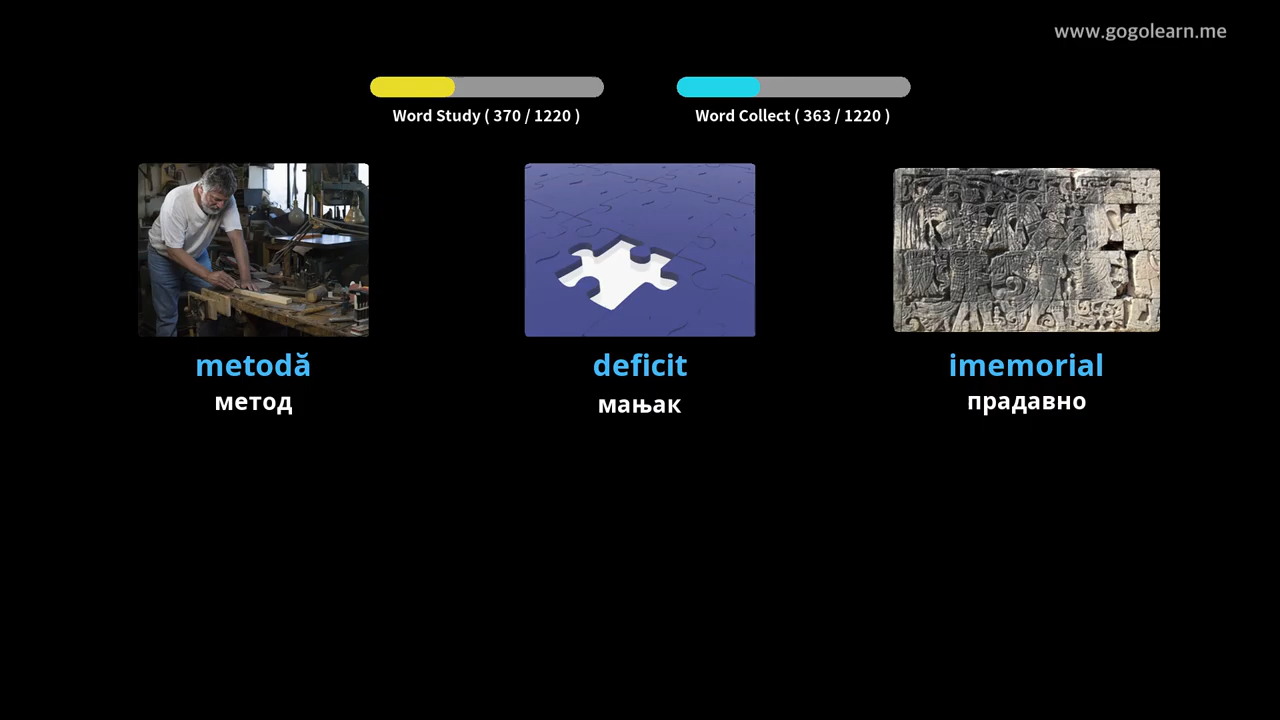 www.gogolearn.me
Word Study ( 370 / 1220 )
Word Collect ( 363 / 1220 )
metodă
метод
deficit
мањак
imemorial
прадавно